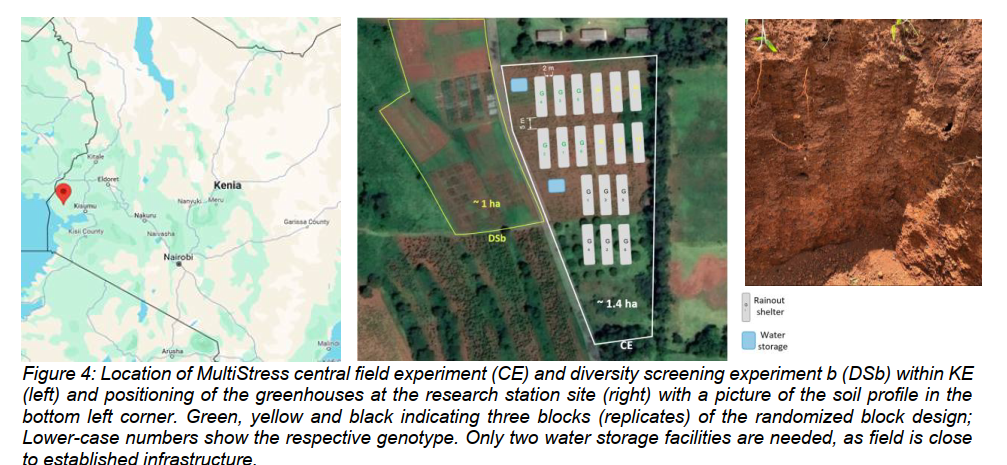 Kitale
Eldoret
Kisumu
Kisii County
Nakuru
Naivasha
Nanyuki
Meru
Kenia
Garissa County
Nairobi
Arusha
Malindi
2 m
5 m
~ 1 ha
DSb
~ 1.4 ha
CE
Rainout
shelter
Water
storage
Figure 4: Location of MultiStress central field experiment (CE) and diversity screening experiment b (DSb) within KE
(left) and positioning of the greenhouses at the research station site (right) with a picture of the soil profile in the
bottom left corner. Green, yellow and black indicating three blocks (replicates) of the randomized block design;
Lower-case numbers show the respective genotype. Only two water storage facilities are needed, as field is close
to established infrastructure.